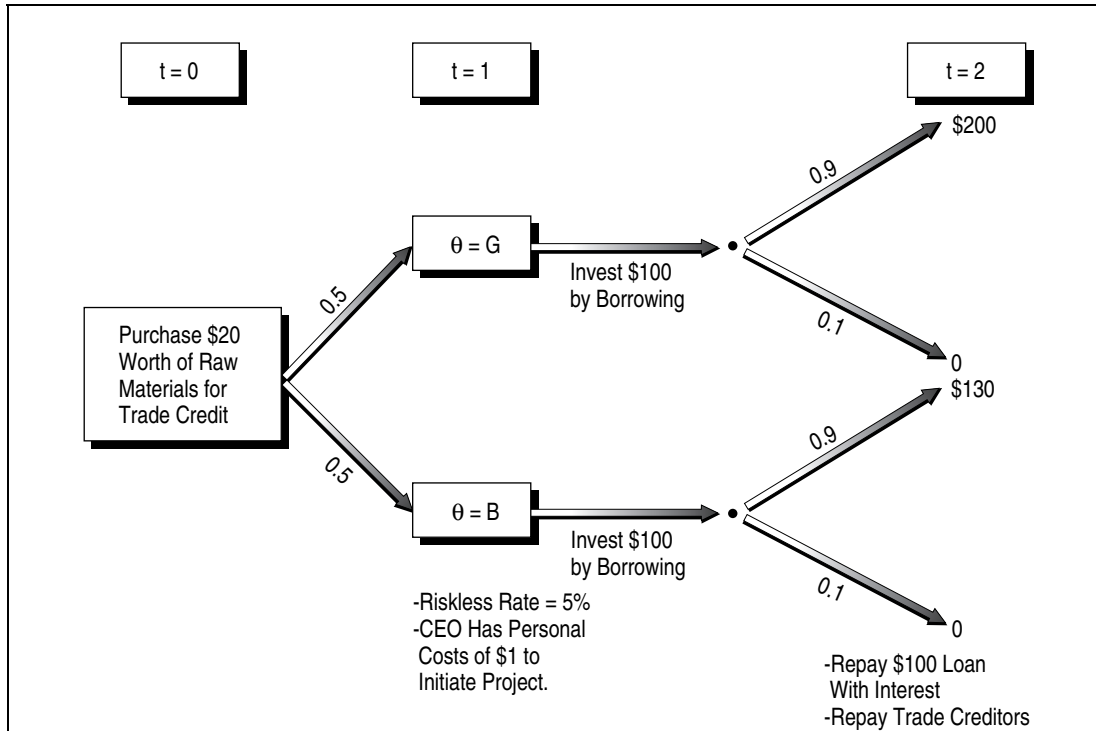 t = 0
t = 1
t = 2
$200
0.9
θ = G
Invest $100
by Borrowing
0.5
0.1
0
Purchase $20
Worth of Raw
Materials for
Trade Credit
$130
0.9
0.5
θ = B
Invest $100
by Borrowing
0.1
0
-Riskless Rate = 5%
-CEO Has Personal
Costs of $1 to
Initiate Project.
-Repay $100 Loan
With Interest
-Repay Trade Creditors